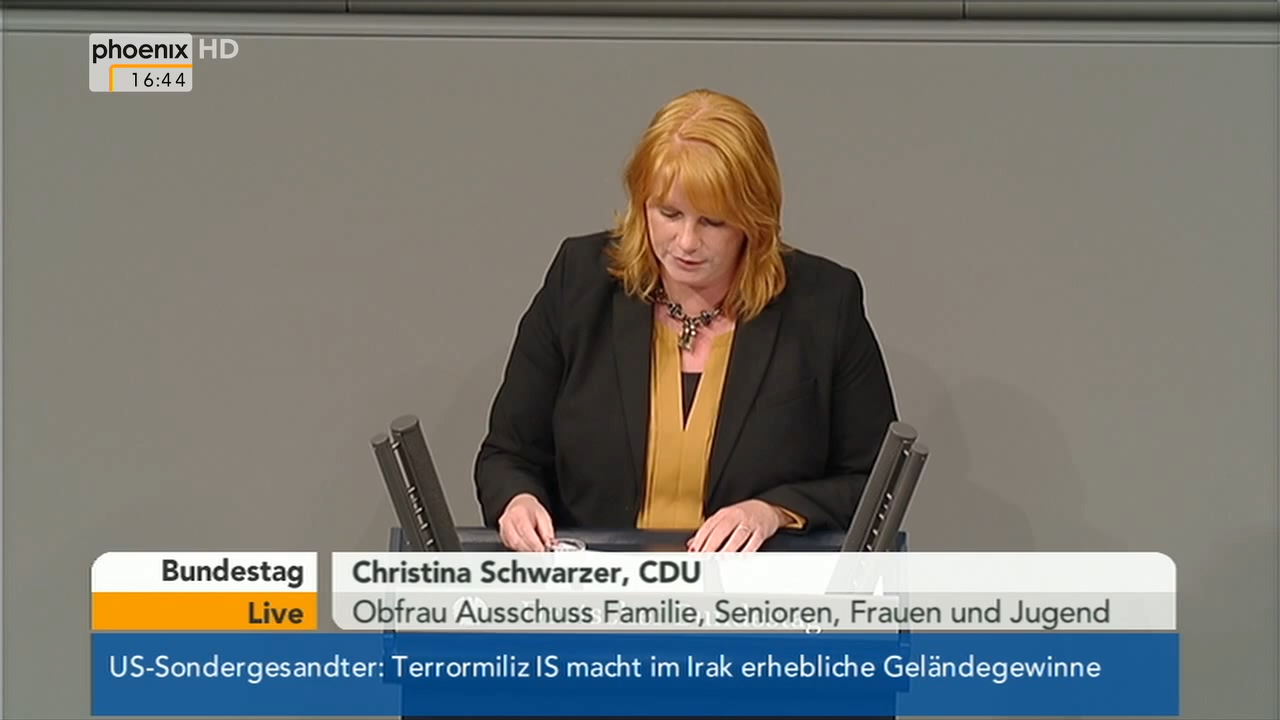 phoenix HD
16:44
Bundestag
Live
Christina Schwarzer, CDU
Obfrau Ausschuss Familie, Senioren, Frauen und Jugend
US-Sondergesandter: Terrormiliz IS macht im Irak erhebliche Geländegewinne